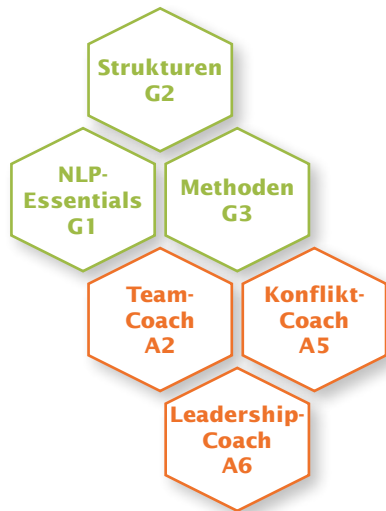 Strukturen
G2
NLP-
Essentials
G1
Methoden
G3
Team-
Coach
A2
Konflikt-
Coach
A5
Leadership-
Coach
A6